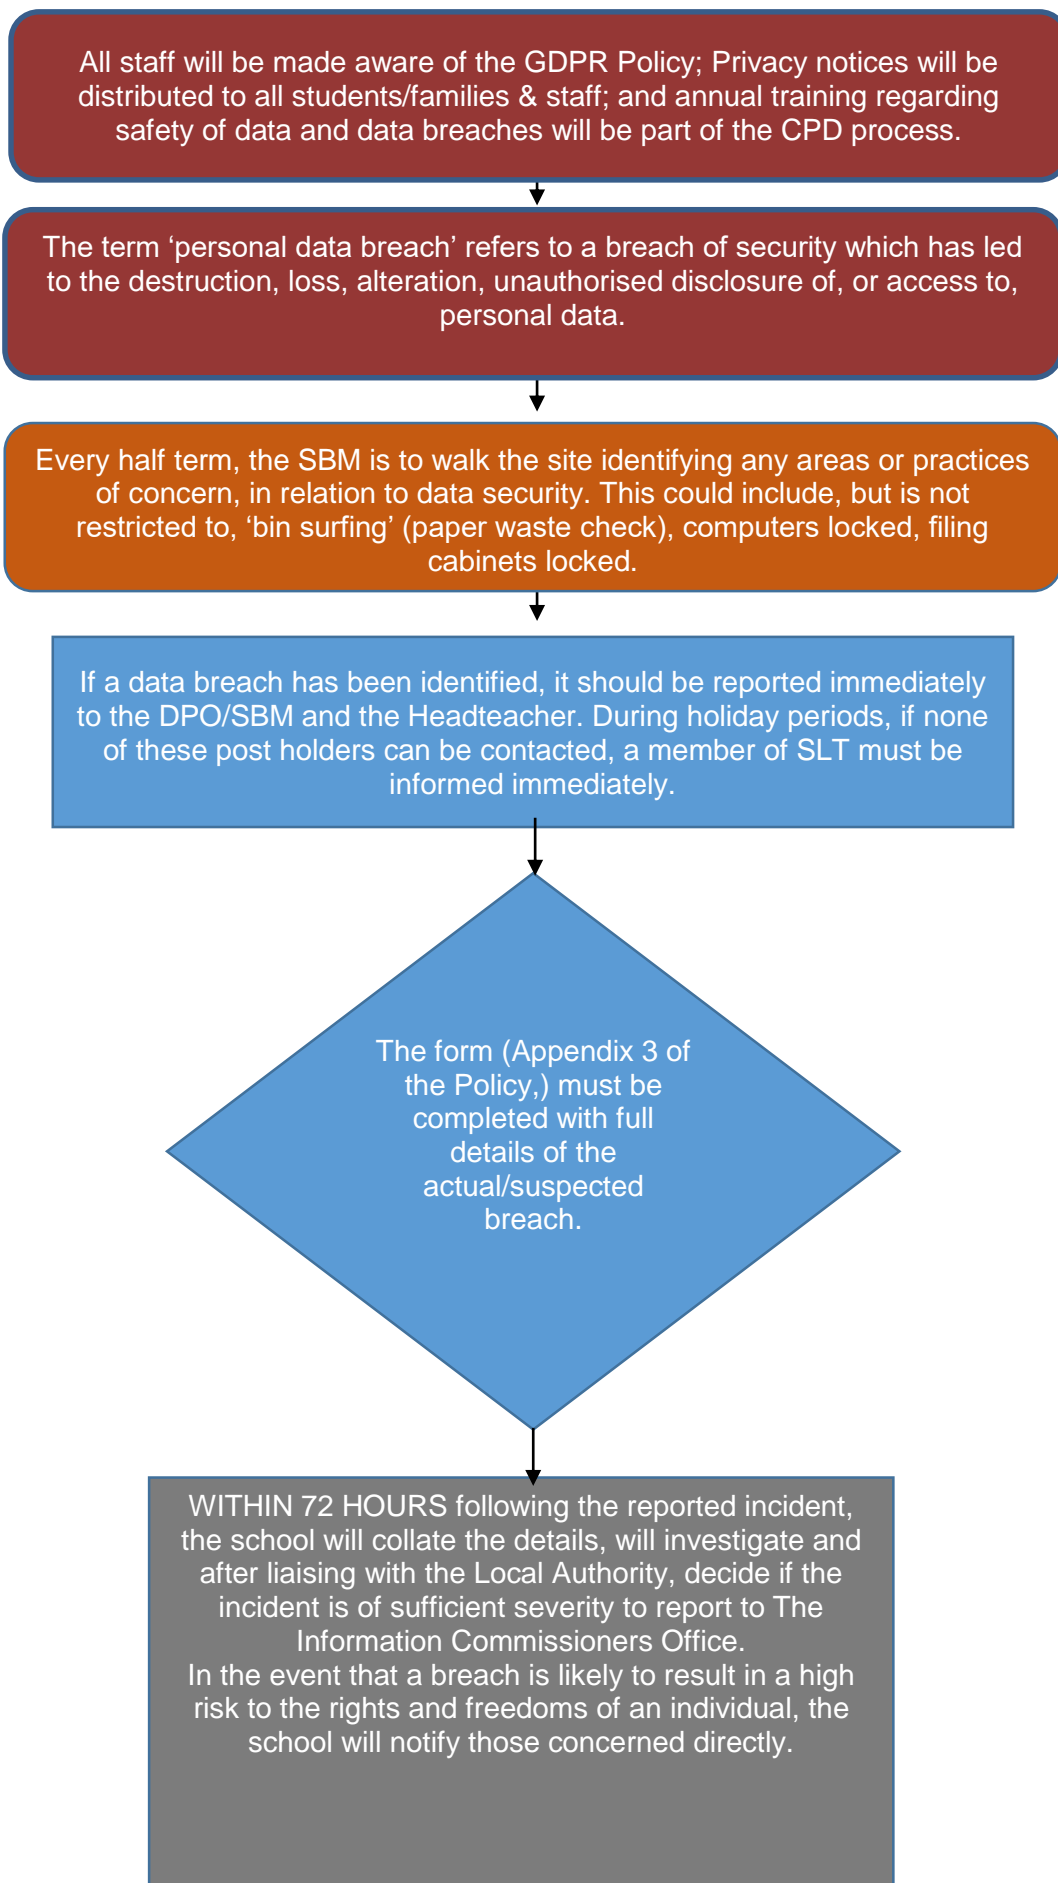 All staff will be made aware of the GDPR Policy; Privacy notices will be
distributed to all students/families & staff; and annual training regarding
safety of data and data breaches will be part of the CPD process.
The term ‘personal data breach’ refers to a breach of security which has led
to the destruction, loss, alteration, unauthorised disclosure of, or access to,
personal data.
Every half term, the SBM is to walk the site identifying any areas or practices
of concern, in relation to data security. This could include, but is not
restricted to, ‘bin surfing’ (paper waste check), computers locked, filing
cabinets locked.
If a data breach has been identified, it should be reported immediately
to the DPO/SBM and the Headteacher. During holiday periods, if none
of these post holders can be contacted, a member of SLT must be
informed immediately.
The form (Appendix 3 of
the Policy,) must be
completed with full
details of the
actual/suspected
breach.
WITHIN 72 HOURS following the reported incident,
the school will collate the details, will investigate and
after liaising with the Local Authority, decide if the
incident is of sufficient severity to report to The
Information Commissioners Office.
In the event that a breach is likely to result in a high
risk to the rights and freedoms of an individual, the
school will notify those concerned directly.